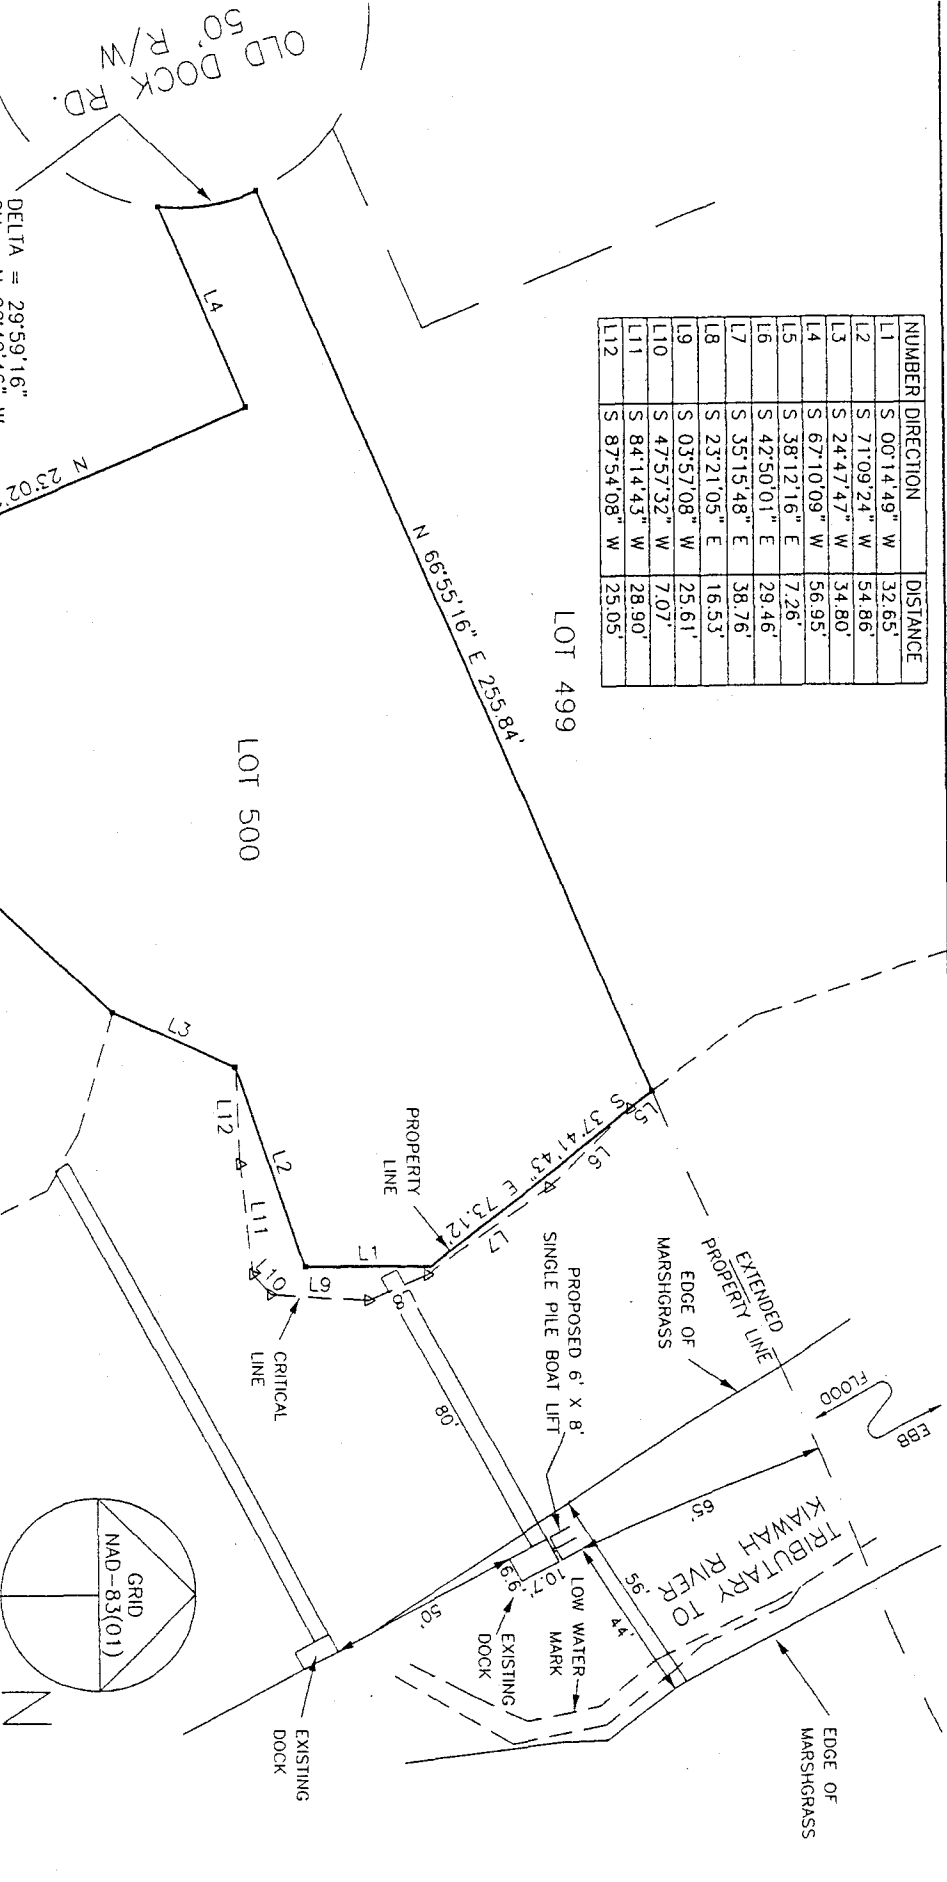 OLD DOCK RD.
50' R/W
DELTA = 29°59'16"
L4
N 23°02'
NUMBER DIRECTION DISTANCE
L1 S 00°14'49" W 32.65'
L2 S 71°09'24" W 54.86'
L3 S 24°47'47" W 34.80'
L4 S 67°10'09" W 56.95'
L5 S 38°12'16" E 7.26'
L6 S 42°50'01" E 29.46'
L7 S 35°15'48" E 38.76'
L8 S 23°21'05" E 16.53'
L9 S 03°57'08" W 25.61'
L10 S 47°57'32" W 7.07'
L11 S 84°14'43" W 28.90'
L12 S 87°54'08" W 25.05'
LOT 499
N 66°55'16" E 255.84'
LOT 500
L3
L12
L2
L11
L10
L9
L1
PROPERTY
LINE
S 37°41'43" E 73.12'
L5
L6
L7
8
CRITICAL
LINE
80'
PROPOSED 6' X 8'
SINGLE PILE BOAT LIFT
EDGE OF
MARSHGRASS
EXTENDED
PROPERTY LINE
FLOOD
EBB
65'
TRIBUTARY TO
KIAWAH RIVER
56'
44'
10.7'
9.9'
50'
LOW WATER
MARK
EXISTING
DOCK
EXISTING
DOCK
EDGE OF
MARSHGRASS
GRID
NAD-83(01)
N